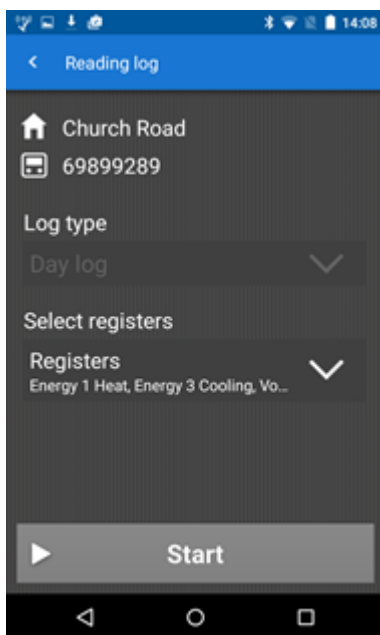 14:08
Reading log
Church Road
69899289
Log type
Day log
Select registers
Registers
Energy 1 Heat, Energy 3 Cooling, Vo...
Start